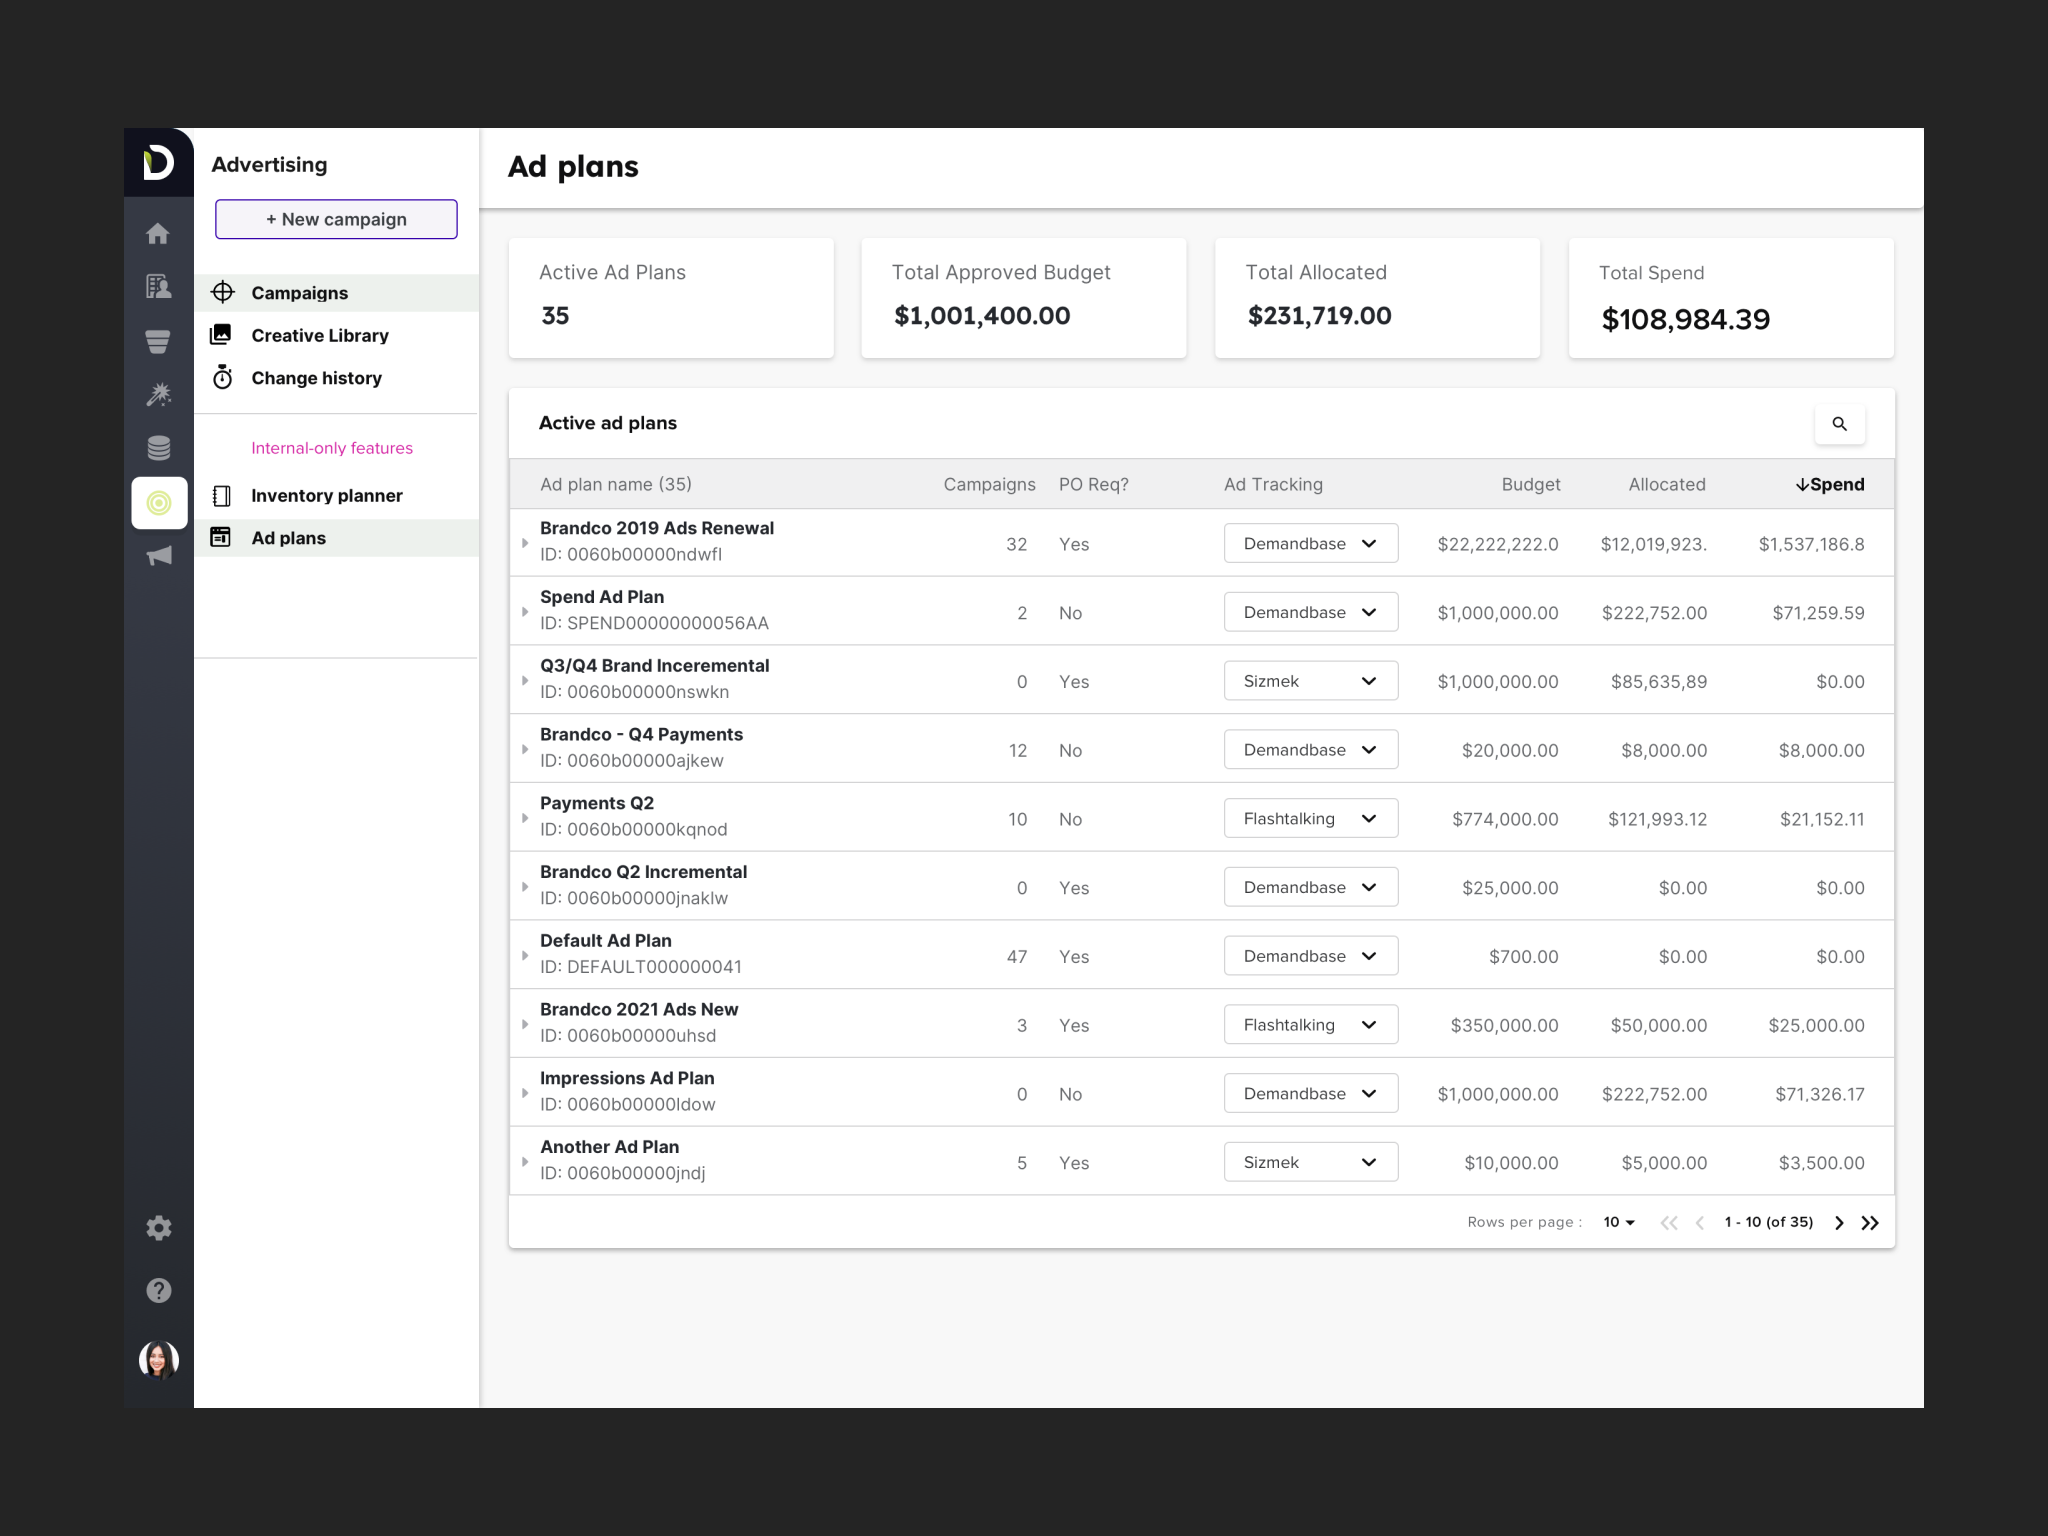 Advertising
+ New campaign
Campaigns
Creative Library
Change history
Internal-only features
Inventory planner
Ad plans
Ad plans
Active Ad Plans
35
Total Approved Budget
$1,001,400.00
Total Allocated
$231,719.00
Total Spend
$108,984.39
Active ad plans
Ad plan name (35) Campaigns PO Req? Ad Tracking Budget Allocated ↓Spend
Brandco 2019 Ads Renewal
ID: 0060b00000ndwfl 32 Yes Demandbase $22,222,222.0 $12,019,923. $1,537,186.8
Spend Ad Plan
ID: SPEND00000000056AA 2 No Demandbase $1,000,000.00 $222,752.00 $71,259.59
Q3/Q4 Brand Inceremental
ID: 0060b00000nswkn 0 Yes Sizmek $1,000,000.00 $85,635,89 $0.00
Brandco - Q4 Payments
ID: 0060b00000ajkew 12 No Demandbase $20,000.00 $8,000.00 $8,000.00
Payments Q2
ID: 0060b00000kqnod 10 No Flashtalking $774,000.00 $121,993.12 $21,152.11
Brandco Q2 Incremental
ID: 0060b00000jnaklw 0 Yes Demandbase $25,000.00 $0.00 $0.00
Default Ad Plan
ID: DEFAULT000000041 47 Yes Demandbase $700.00 $0.00 $0.00
Brandco 2021 Ads New
ID: 0060b00000uhsd 3 Yes Flashtalking $350,000.00 $50,000.00 $25,000.00
Impressions Ad Plan
ID: 0060b00000ldow 0 No Demandbase $1,000,000.00 $222,752.00 $71,326.17
Another Ad Plan
ID: 0060b00000jndj 5 Yes Sizmek $10,000.00 $5,000.00 $3,500.00
Rows per page : 10 1 - 10 (of 35)